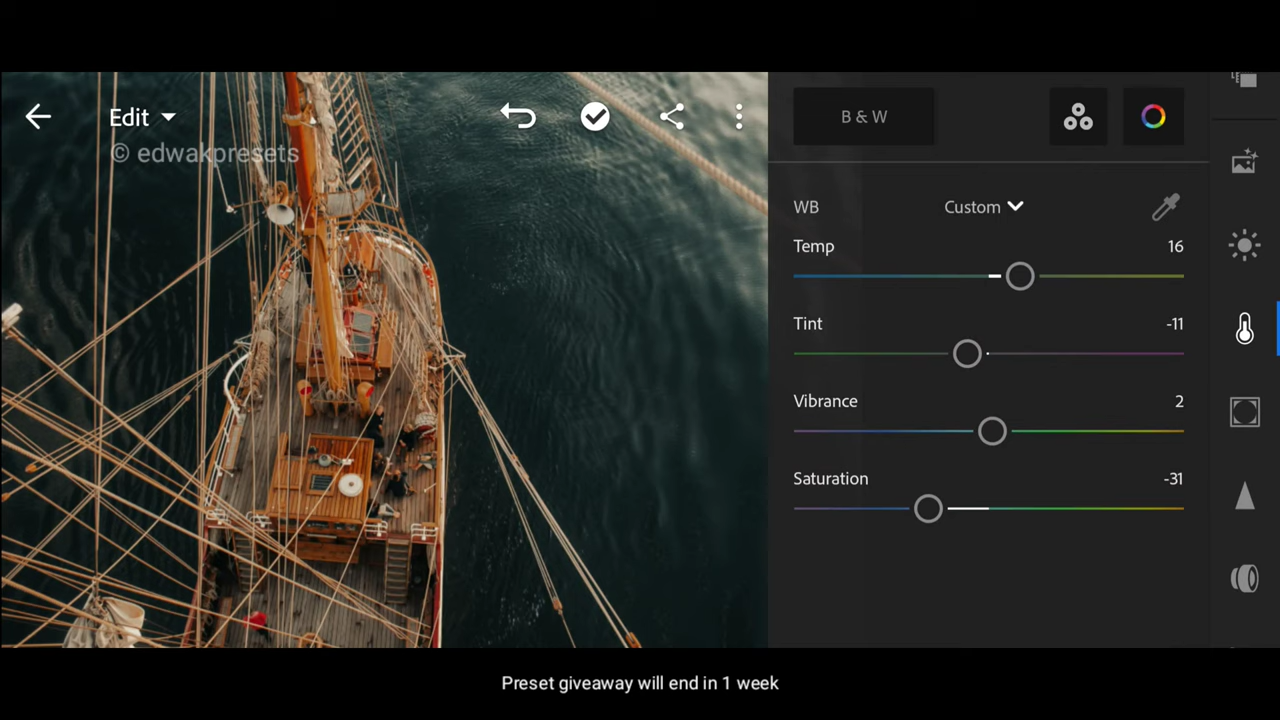 Edit
© edwakpresets
B & W
WB Custom
Temp 16
Tint -11
Vibrance 2
Saturation -31
Preset giveaway will end in 1 week